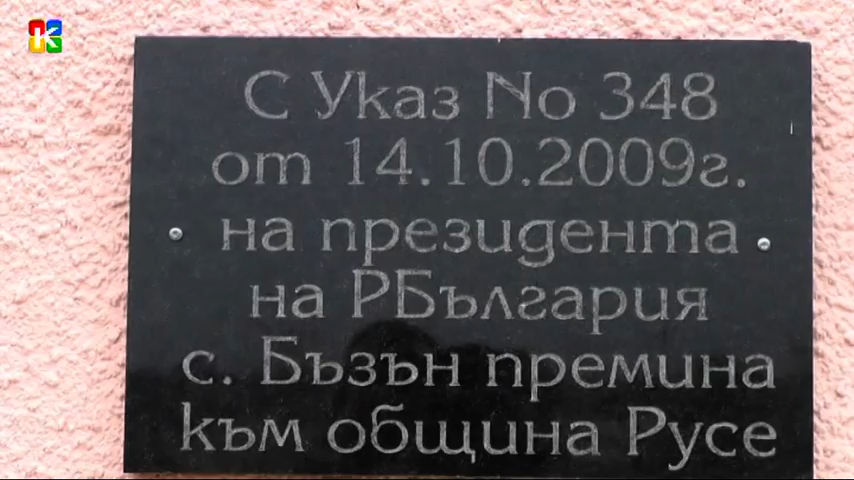 K
С Указ No 348
от 14.10.2009г.
на президента
на РБългария
с. Бъзън премина
към община Русе